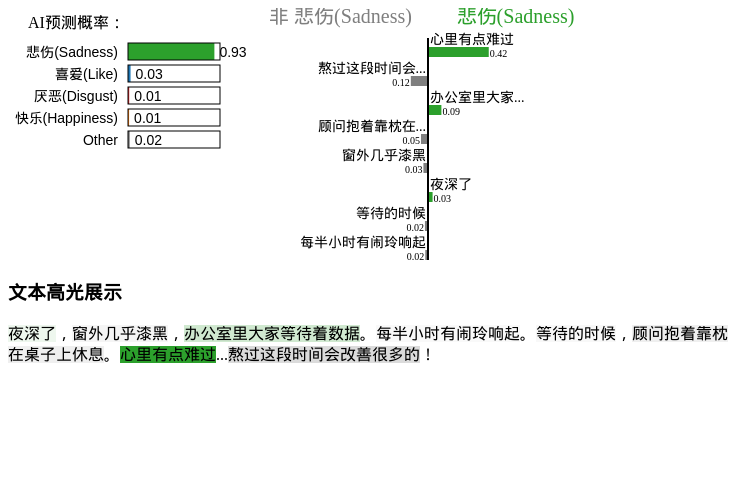 AI预测概率：
悲伤(Sadness) 0.93
喜爱(Like) 0.03
厌恶(Disgust) 0.01
快乐(Happiness) 0.01
Other 0.02
非 悲伤(Sadness) 悲伤(Sadness)
心里有点难过
0.42
熬过这段时间会...
0.12
办公室里大家...
0.09
顾问抱着靠枕在...
0.05
窗外几乎漆黑
0.03
夜深了
0.03
等待的时候
0.02
每半小时有闹玲响起
0.02
文本高光展示
夜深了，窗外几乎漆黑，办公室里大家等待着数据。每半小时有闹玲响起。等待的时候，顾问抱着靠枕
在桌子上休息。心里有点难过...熬过这段时间会改善很多的！